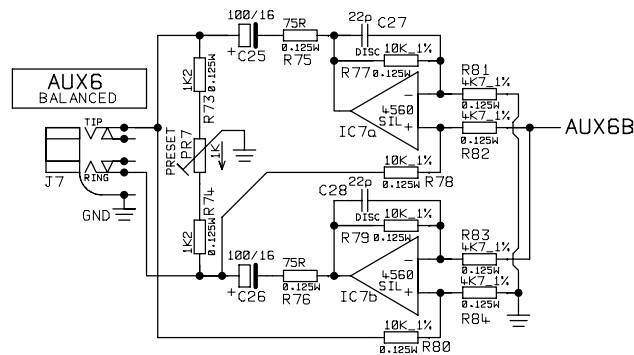 100/16
+
C25
75R
0.125W
R75
22p
C27
DISC
10K_1%
R77
0.125W
R81
4K7_1%
0.125W
4K7_1%
0.125W
R82
AUX6B
-
+
4560
SIL
IC7a
AUX6
BALANCED
TIP
RING
J7
GND
1K2
0.125W
R73
PRESET
PR7
1K
R74
0.125W
1K2
10K_1%
0.125W
R78
100/16
+
C26
75R
0.125W
R76
C28
22p
DISC
10K_1%
R79
0.125W
-
+
4560
SIL
IC7b
R83
4K7_1%
0.125W
4K7_1%
0.125W
R84
10K_1%
0.125W
R80